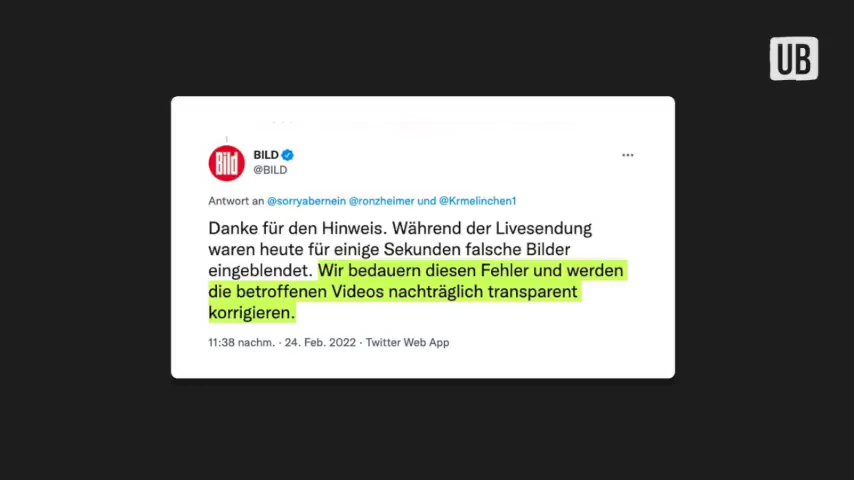 UB
Bild
BILD
@BILD
Antwort an @sorryabernein @ronzheimer und @Krmelinchen1
Danke für den Hinweis. Während der Livesendung
waren heute für einige Sekunden falsche Bilder
eingeblendet. Wir bedauern diesen Fehler und werden
die betroffenen Videos nachträglich transparent
korrigieren.
11:38 nachm. · 24. Feb. 2022 · Twitter Web App